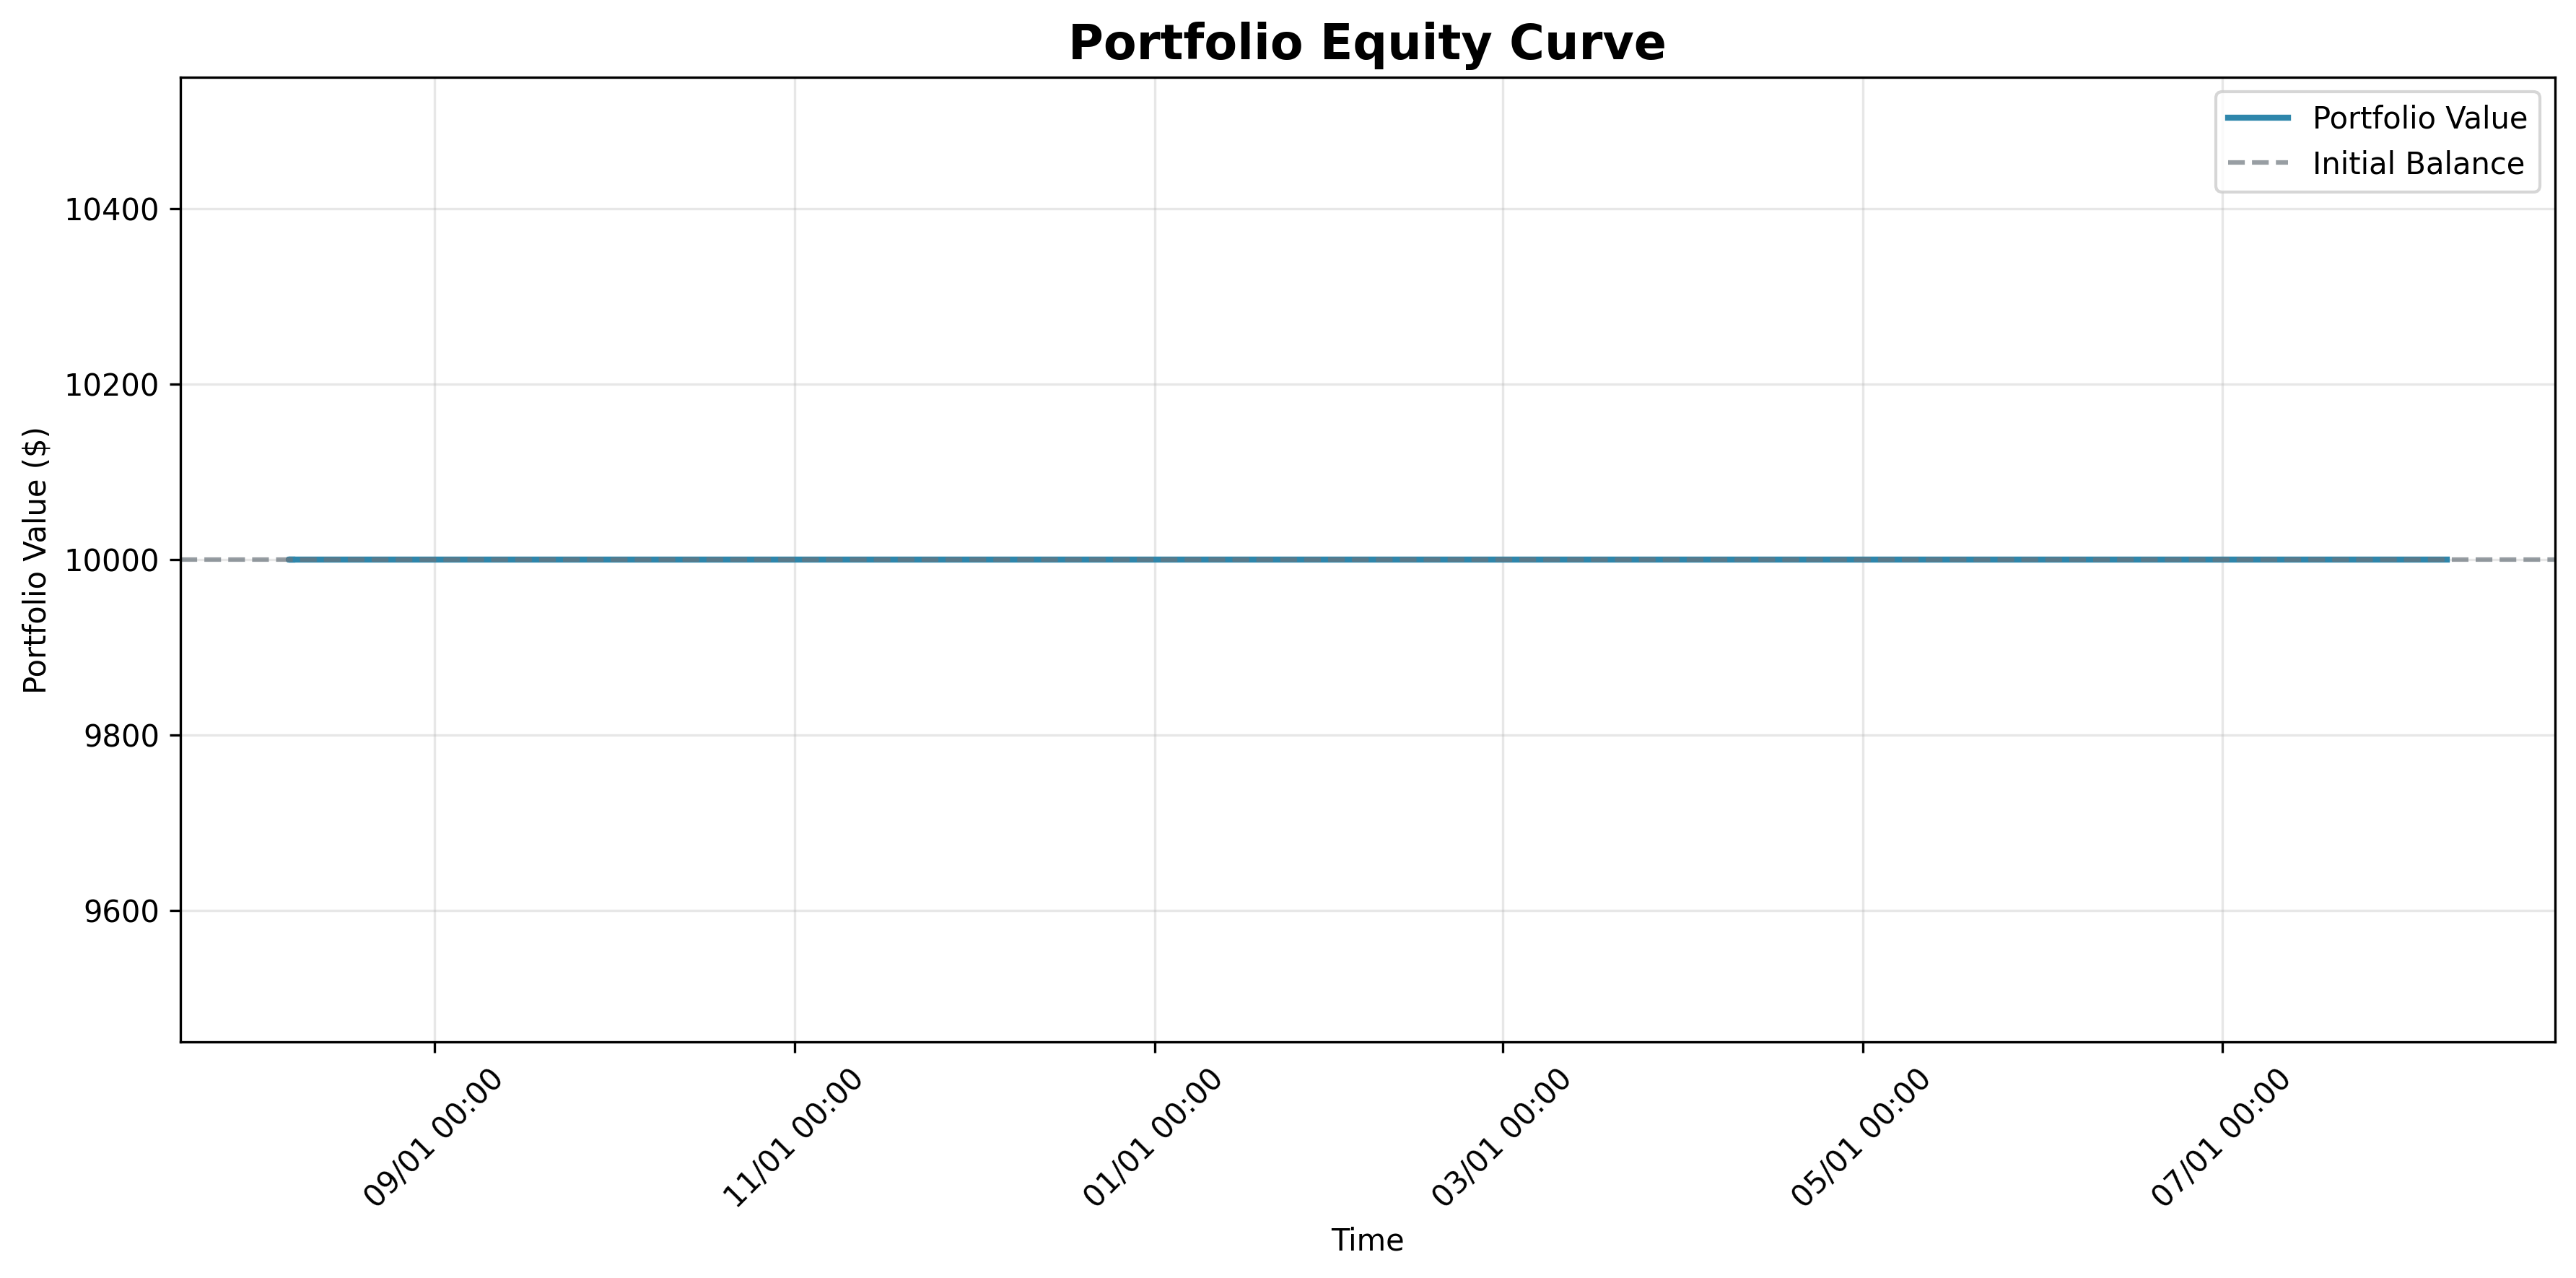 Portfolio Equity Curve
Portfolio Value
Initial Balance
Portfolio Value ($)
10400
10200
10000
9800
9600
09/01 00:00
11/01 00:00
01/01 00:00
03/01 00:00
05/01 00:00
07/01 00:00
Time